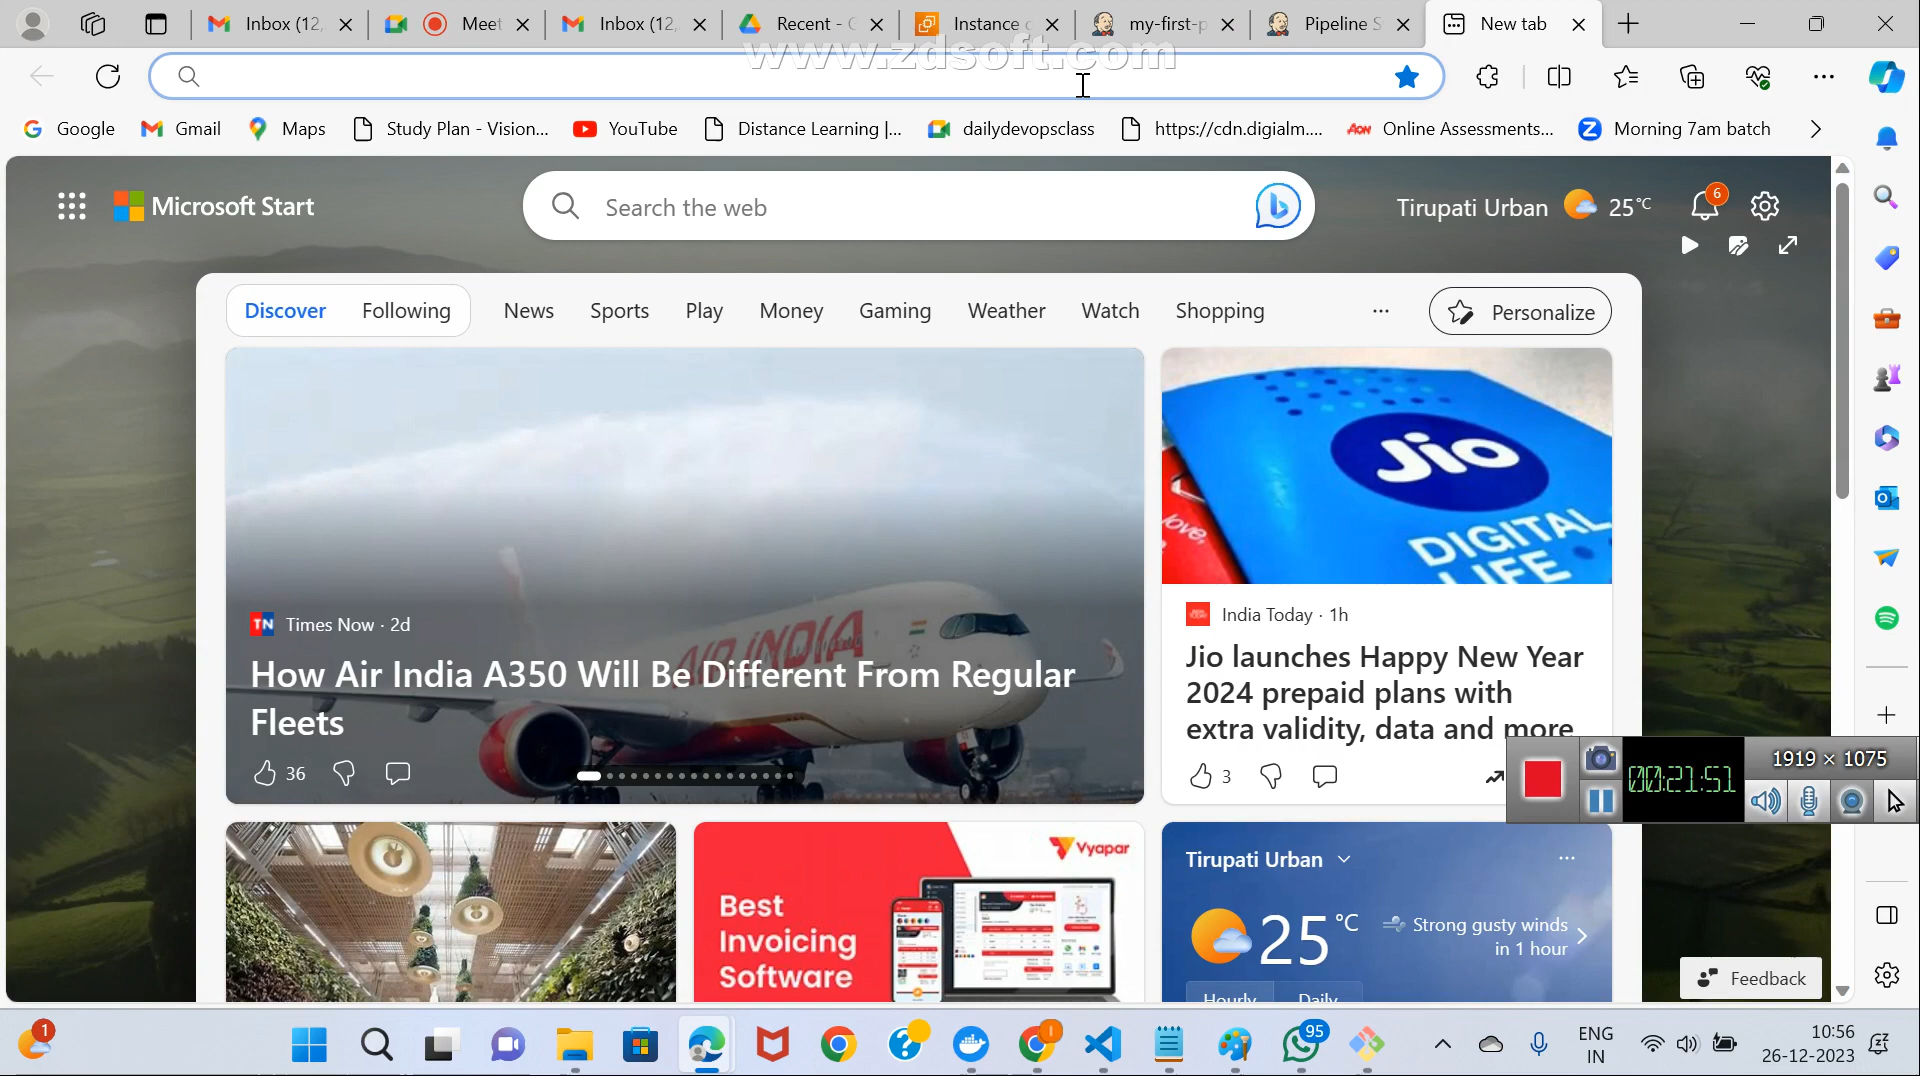 Inbox (12,
Meet
Inbox (12,
Recent - G
Instance
my-first-p
Pipeline S
New tab
www.zdsoft.com
Google
Gmail
Maps
Study Plan - Vision...
YouTube
Distance Learning |...
dailydevopsclass
https://cdn.digialm....
Aon
Online Assessments...
Z
Morning 7am batch
Microsoft Start
Search the web
Tirupati Urban
25°C
6
Discover
Following
News
Sports
Play
Money
Gaming
Weather
Watch
Shopping
...
Personalize
AIR INDIA
TN
Times Now · 2d
How Air India A350 Will Be Different From Regular
Fleets
36
Jio
DIGITAL
LIFE
love,
India Today · 1h
Jio launches Happy New Year
2024 prepaid plans with
extra validity, data and more
3
1919 × 1075
00:21:51
Vyapar
Best
Invoicing
Software
Tirupati Urban
25°C
Strong gusty winds
in 1 hour
Hourly
Daily
Feedback
1
95
ENG
IN
10:56
26-12-2023